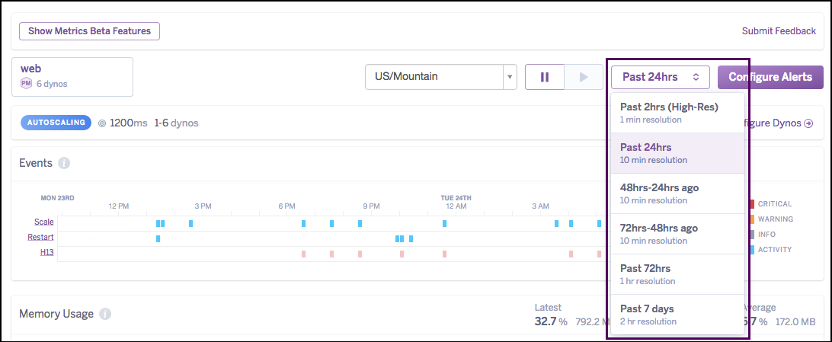 Show Metrics Beta Features
Submit Feedback
web
PM 6 dynos
US/Mountain
Past 24hrs
Configure Alerts
Past 2hrs (High-Res)
1 min resolution
AUTOSCALING @ 1200ms 1-6 dynos
figure Dynos
Past 24hrs
10 min resolution
Events i
48hrs-24hrs ago
10 min resolution
MON 23RD
TUE 24TH
12 PM 3 PM 6 PM 9 PM 12 AM 3 AM
CRITICAL
WARNING
INFO
ACTIVITY
Scale
Restart
H13
72hrs-48hrs ago
10 min resolution
Past 72hrs
1 hr resolution
Past 7 days
2 hr resolution
Memory Usage i
Latest
32.7 % 792.2 M
verage
5.7 % 172.0 MB